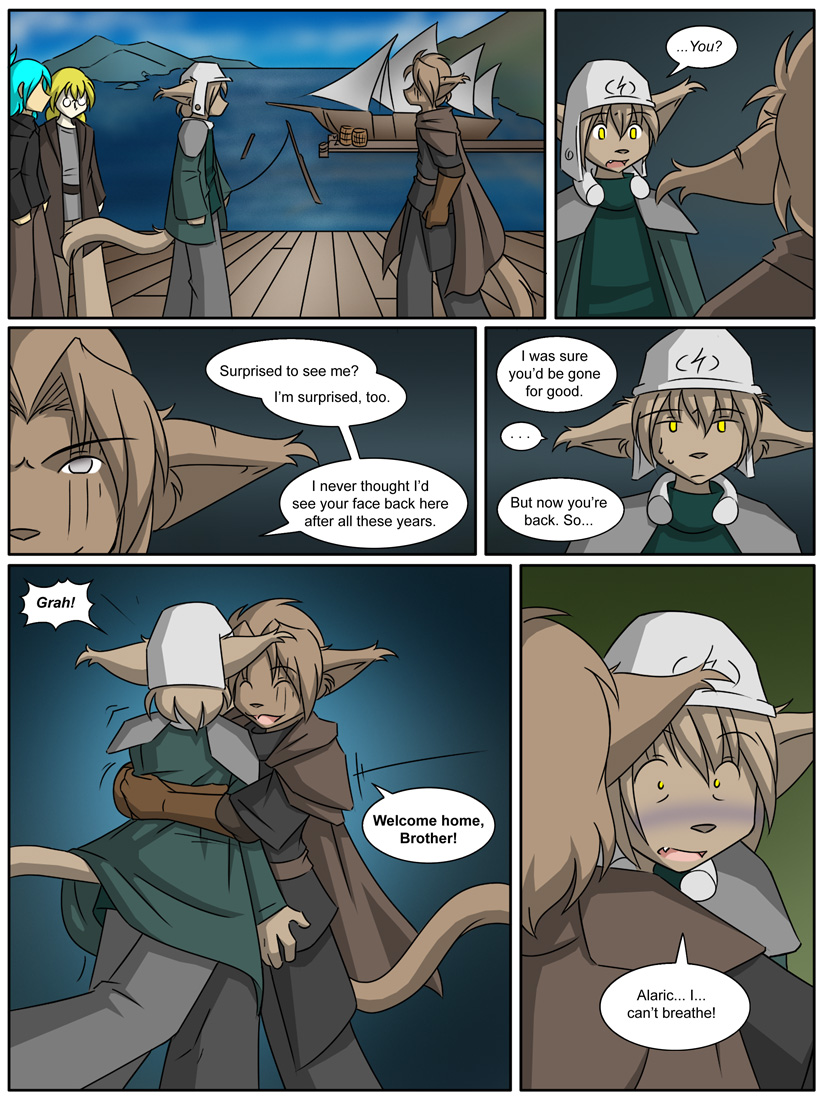 ...You?
Surprised to see me?
I'm surprised, too.
I never thought I'd
see your face back here
after all these years.
I was sure
you'd be gone
for good.
...
But now you're
back. So...
Grah!
Welcome home,
Brother!
Alaric... I...
can't breathe!